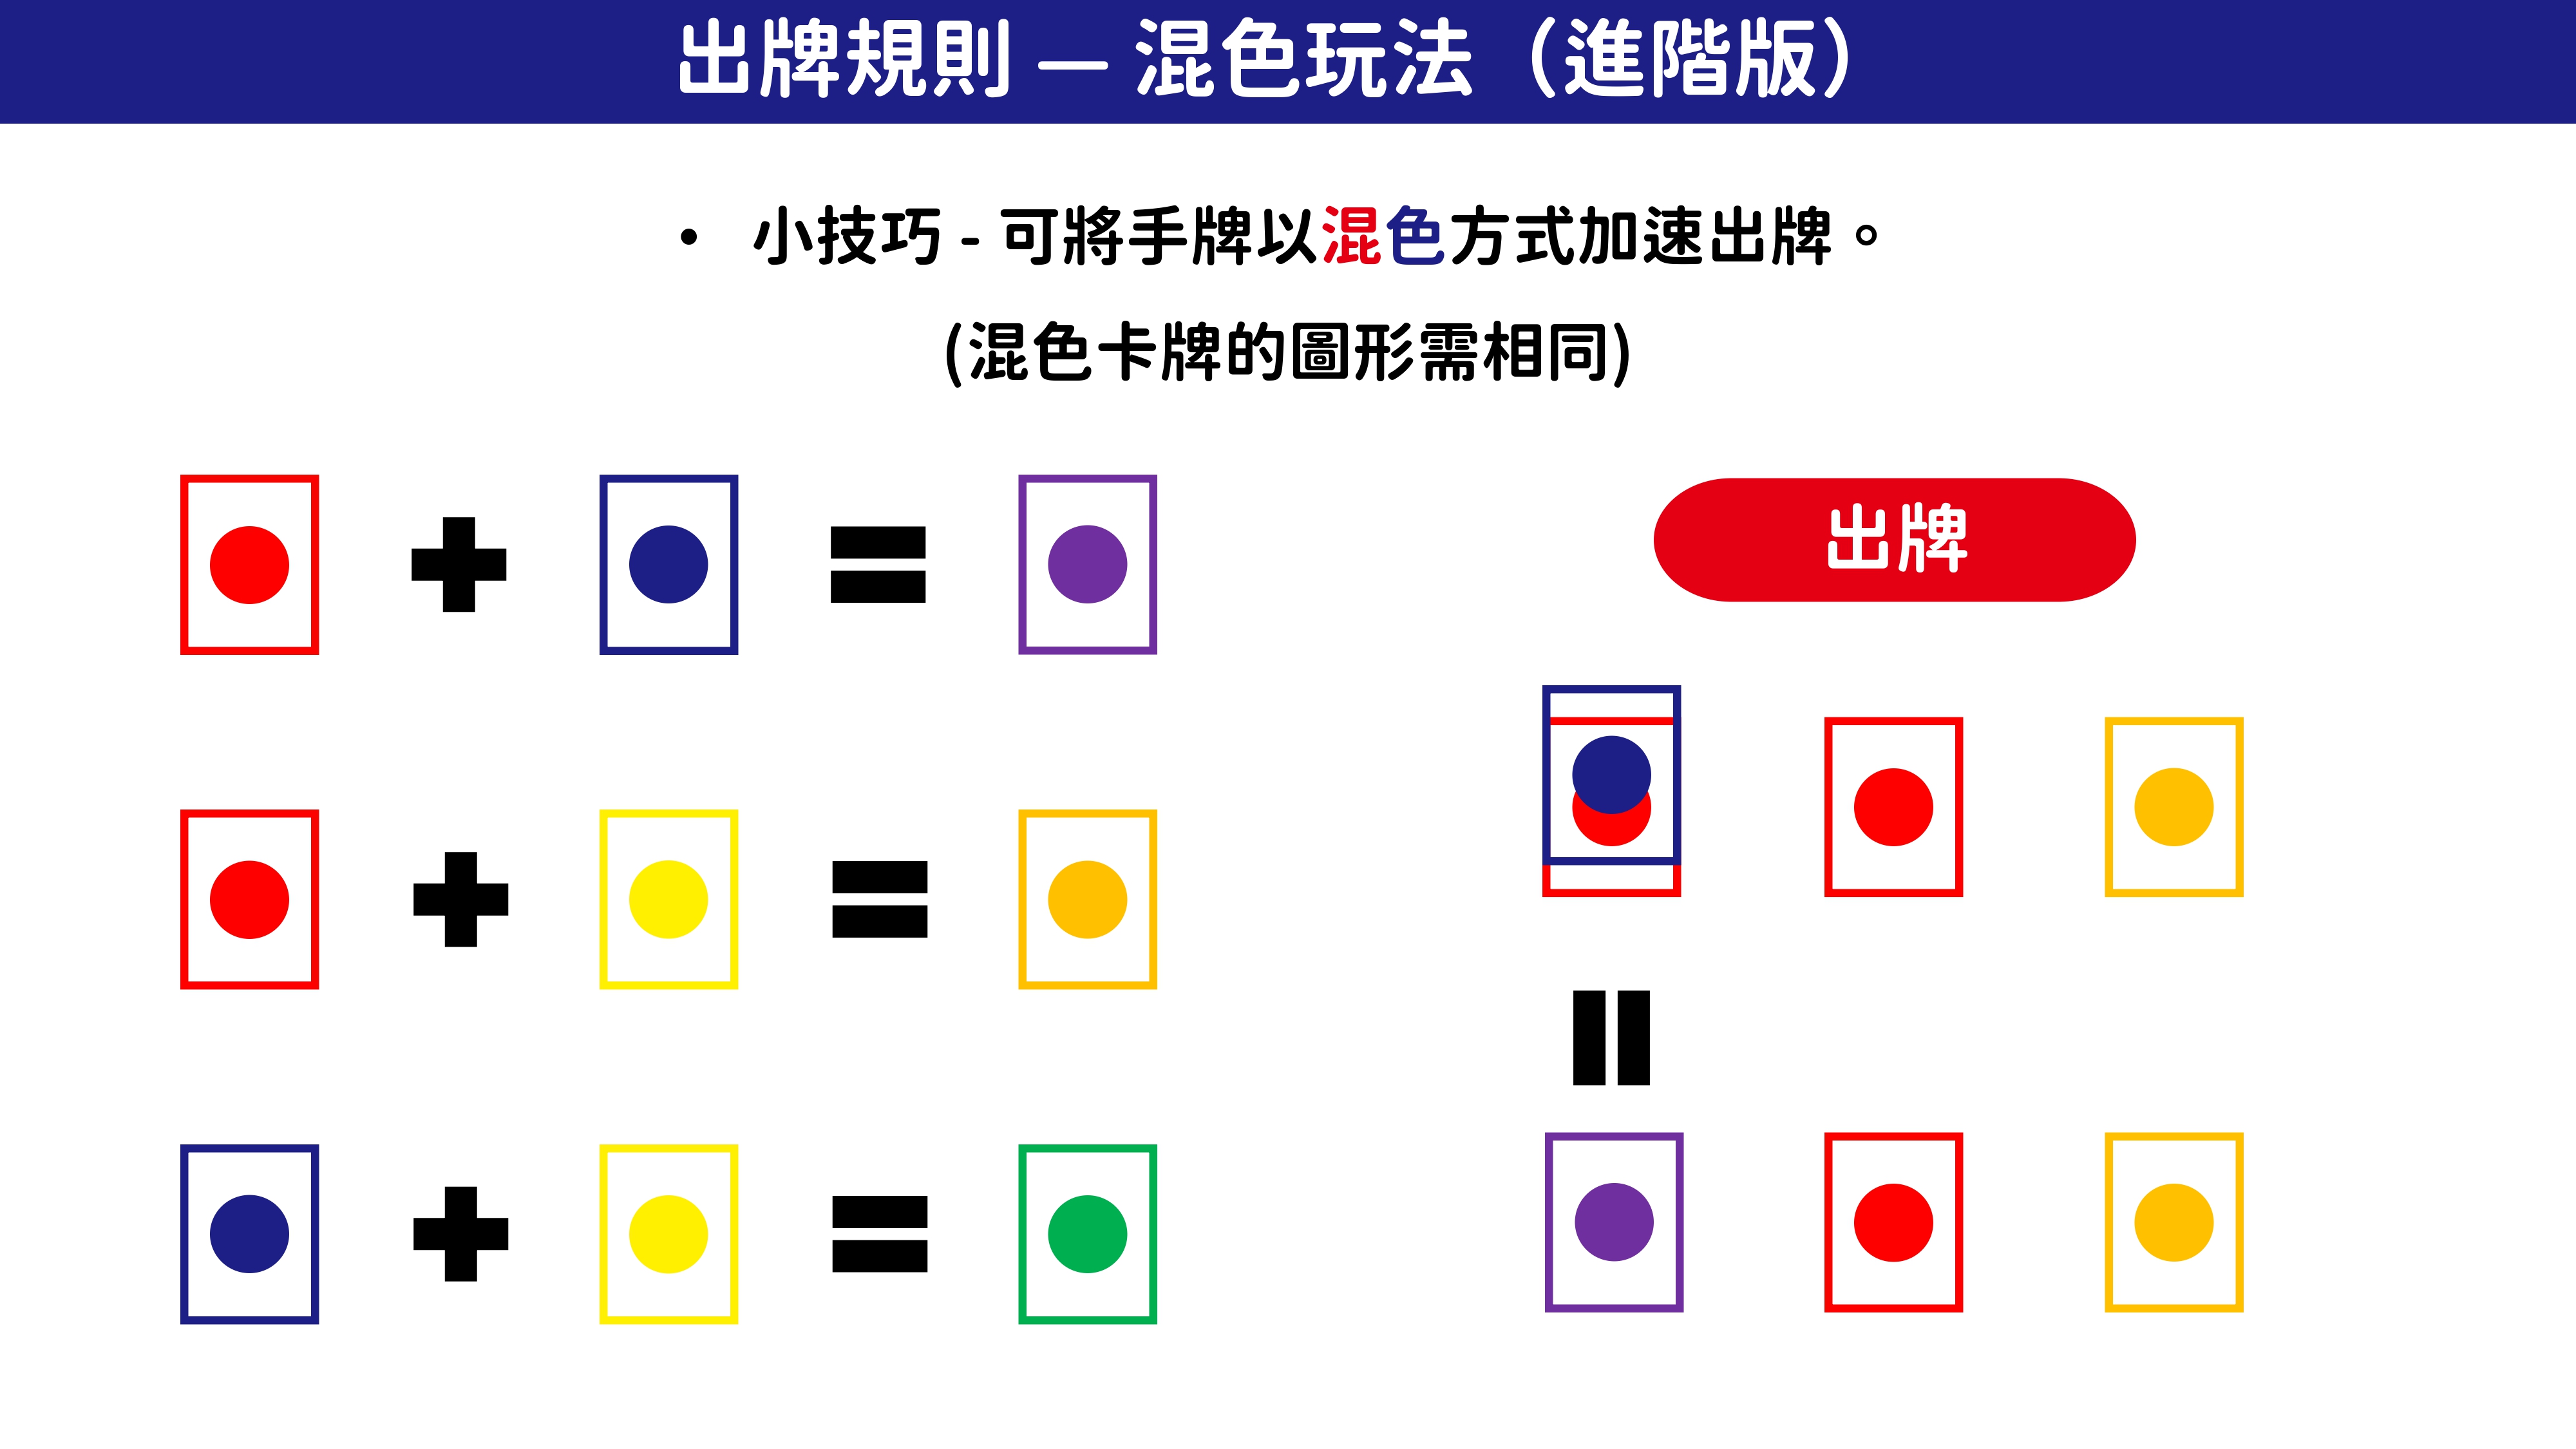 出牌規則 — 混色玩法（進階版）
• 小技巧 - 可將手牌以混色方式加速出牌。
(混色卡牌的圖形需相同)
出牌